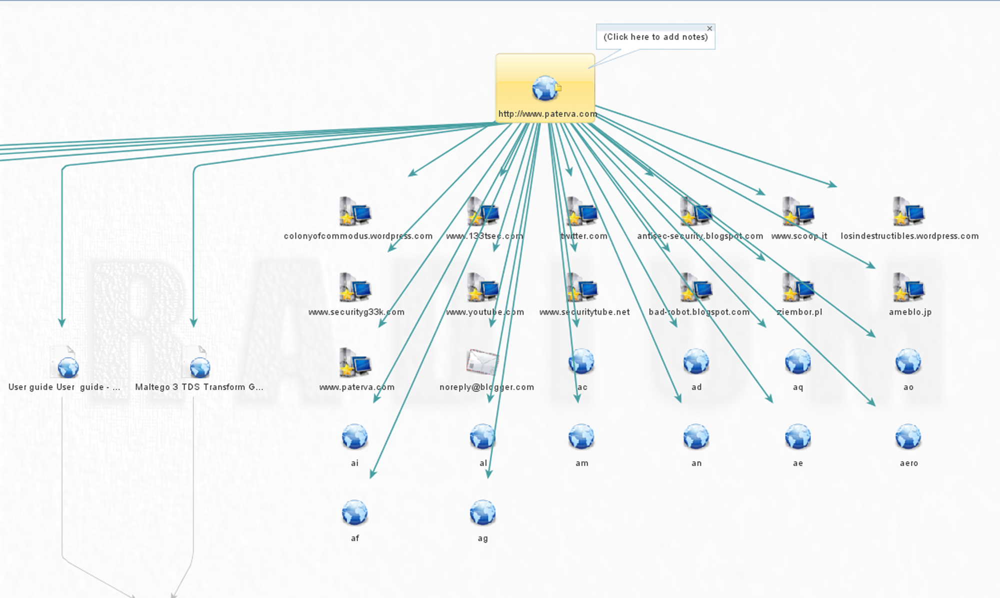 (Click here to add notes)
http://www.paterva.com
colonyofcommodus.wordpress.com
www.133tsec.com
twitter.com
antisec-security.blogspot.com
www.scoop.it
losindestructibles.wordpress.com
www.securityg33k.com
www.youtube.com
www.securitytube.net
bad-robot.blogspot.com
ziembor.pl
ameblo.jp
User guide User guide - ...
Maltego 3 TDS Transform G...
www.paterva.com
noreply@blogger.com
ac
ad
aq
ao
ai
al
am
an
ae
aero
af
ag